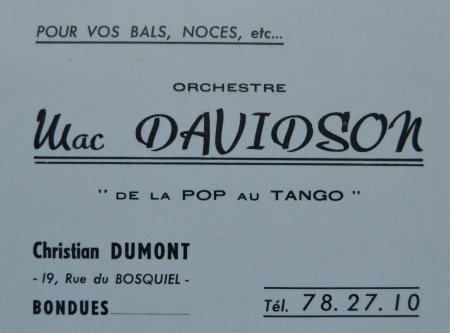 POUR VOS BALS, NOCES, etc...
ORCHESTRE
Mac DAVIDSON
" DE LA POP AU TANGO "
Christian DUMONT
- 19, Rue du BOSQUIEL -
BONDUES
Tél. 78.27.10